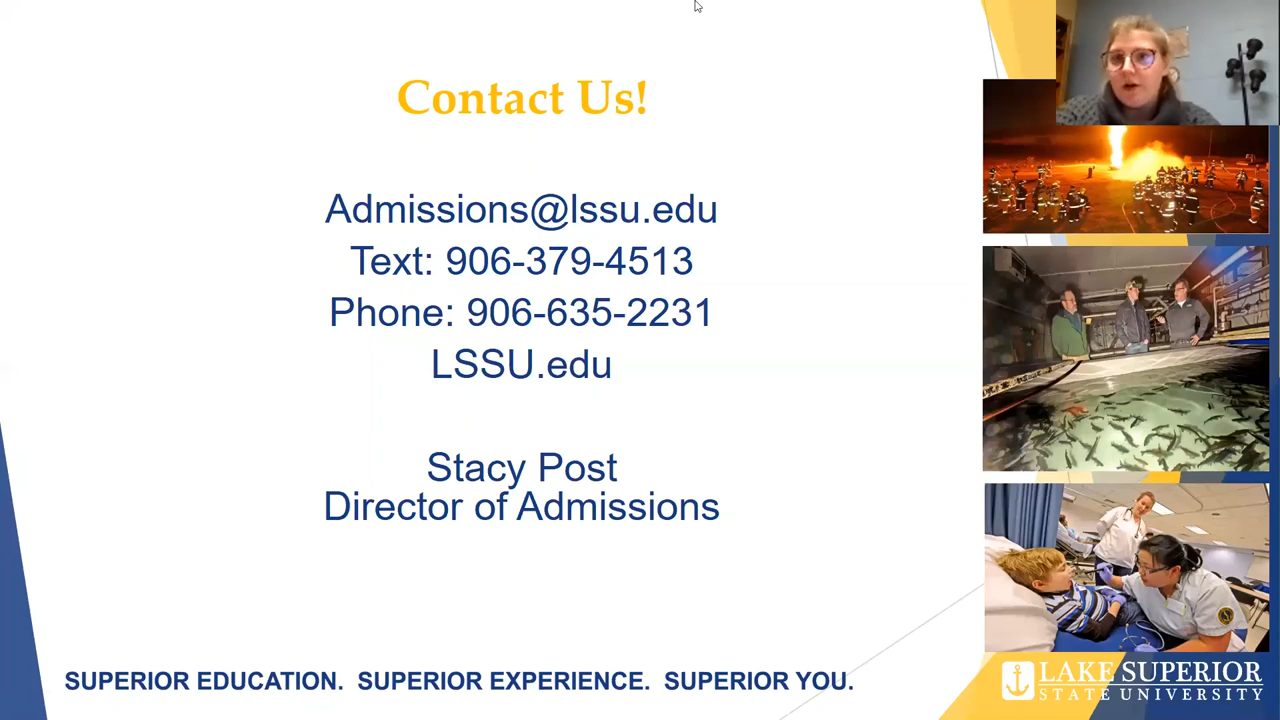 Contact Us!
Admissions@lssu.edu
Text: 906-379-4513
Phone: 906-635-2231
LSSU.edu
Stacy Post
Director of Admissions
SUPERIOR EDUCATION.  SUPERIOR EXPERIENCE.  SUPERIOR YOU.
LAKE SUPERIOR
STATE UNIVERSITY